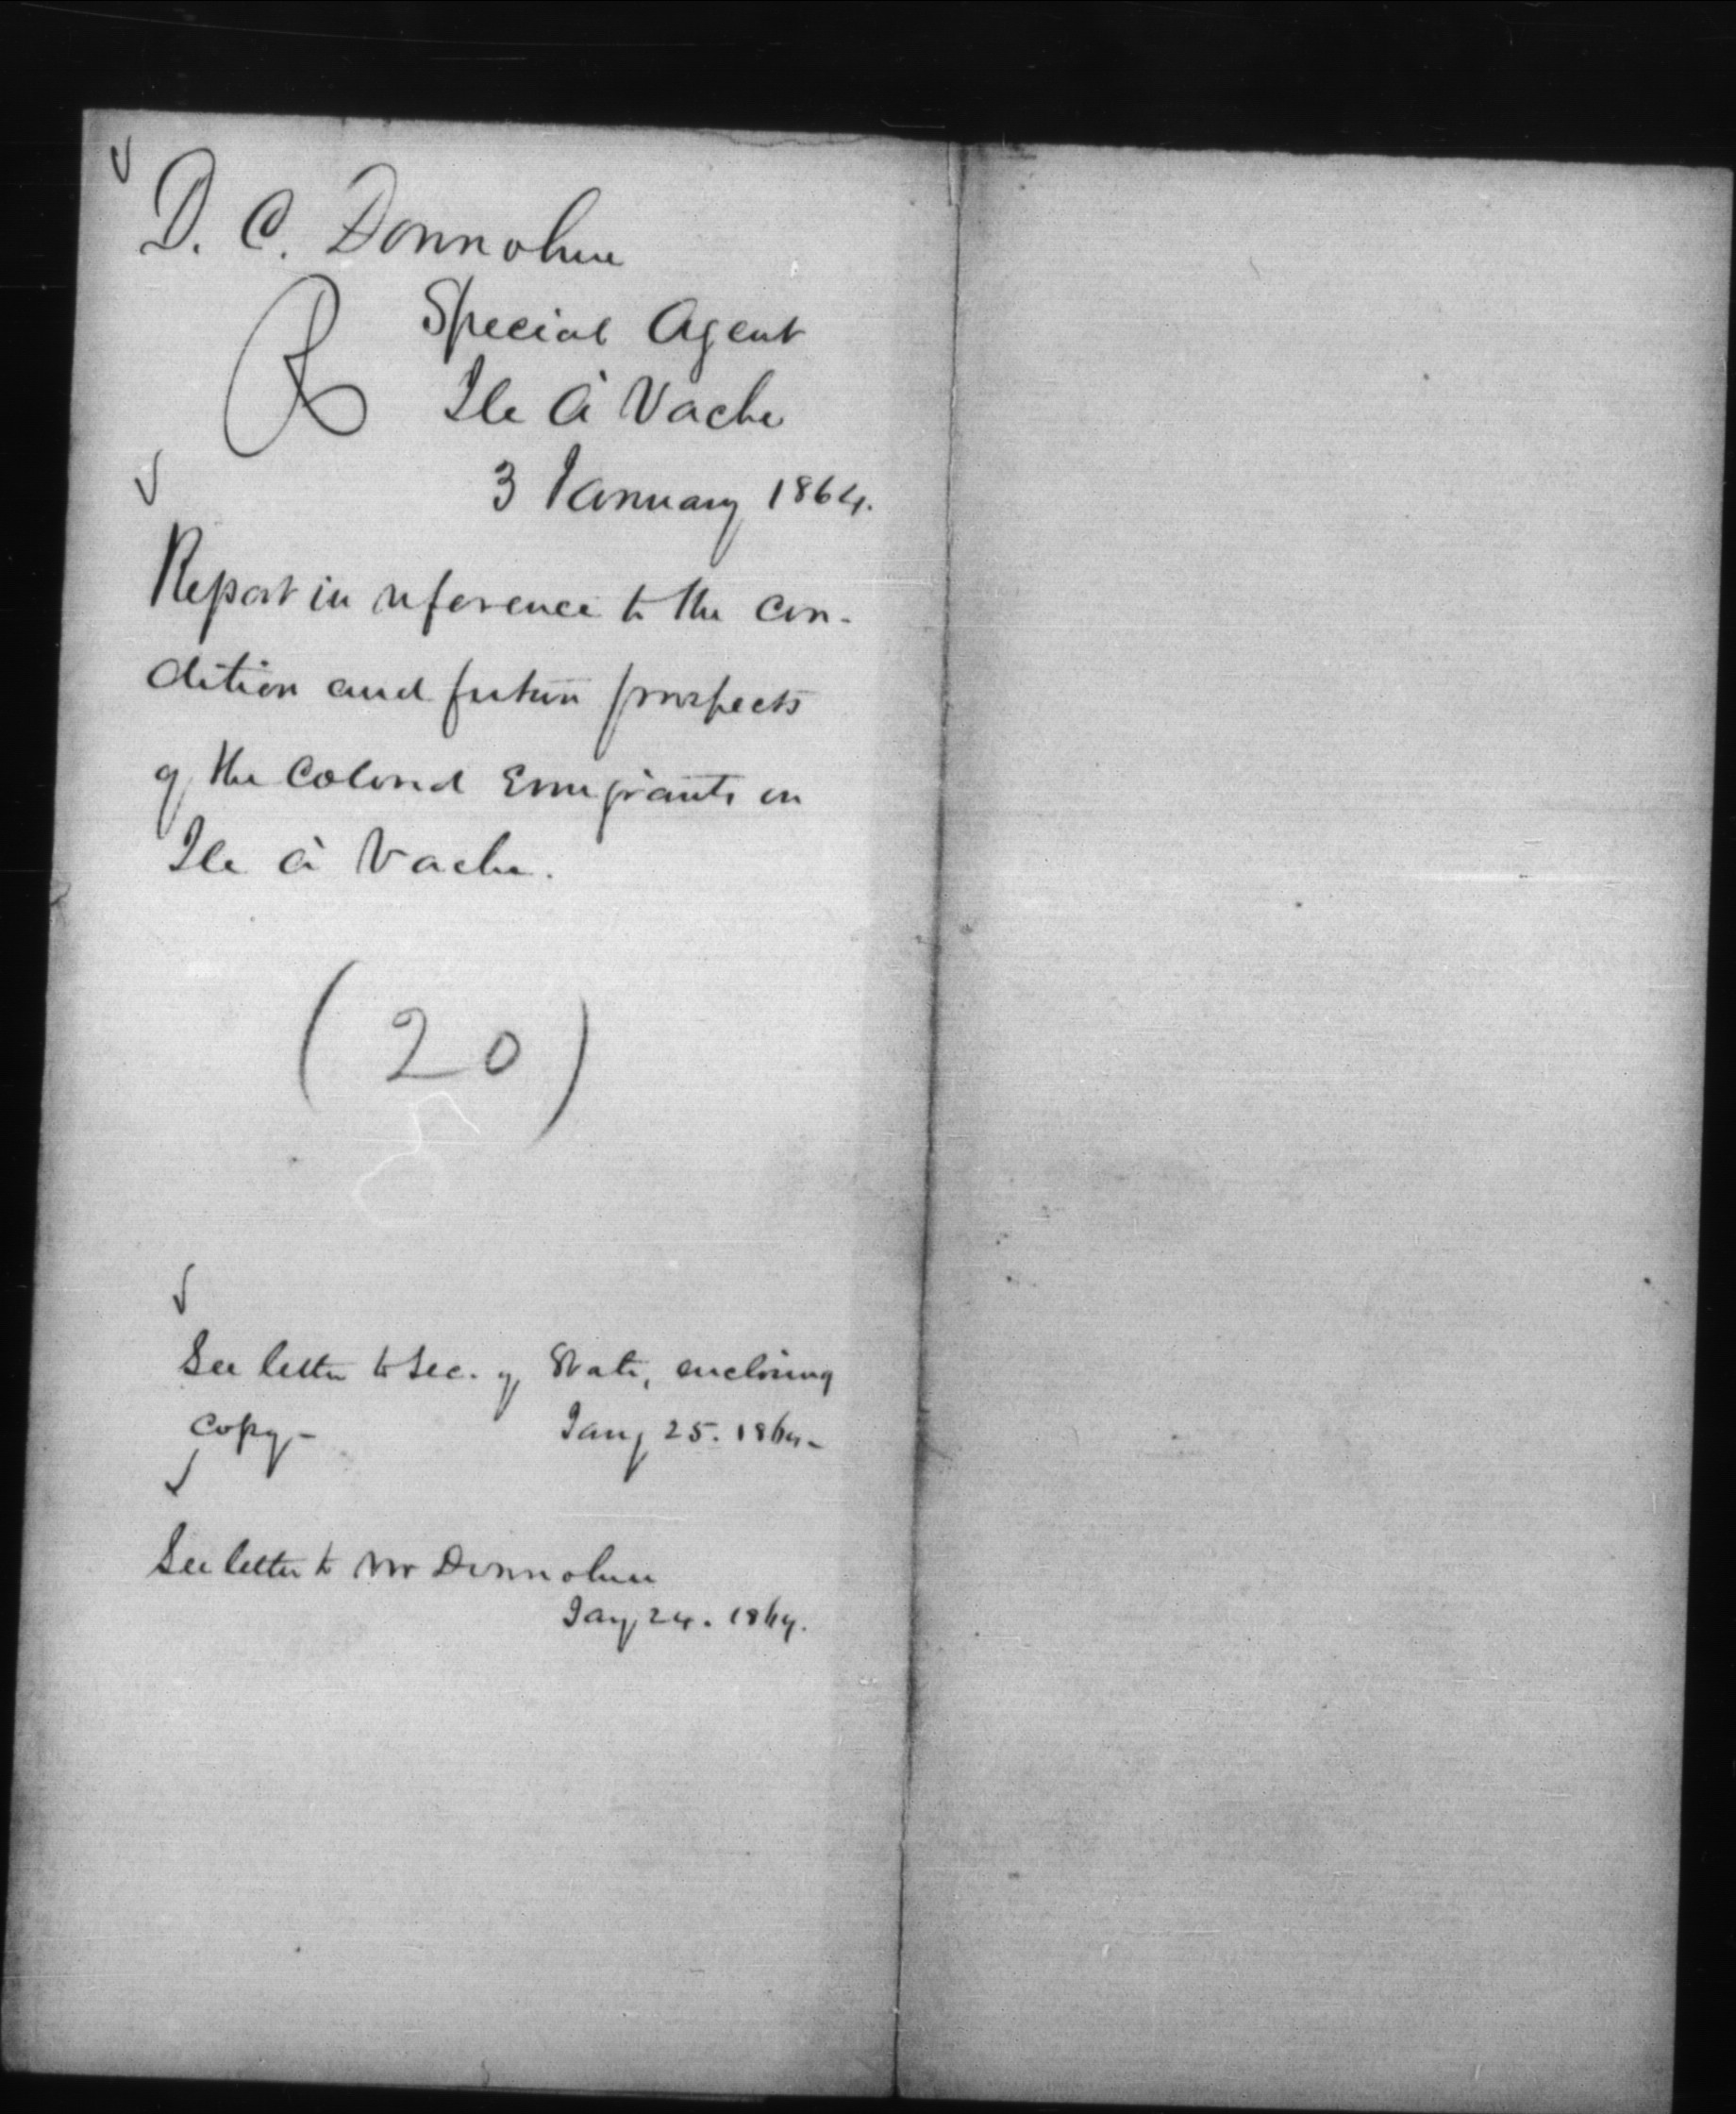 D. C. Donnohue
R
Special Agent
Ile à Vache
3 January 1864.
Report in reference to the con-
dition and future prospects
of the Colored Emigrants on
Ile à Vache.
(20)
See letter to Sec. of State, enclosing
copy - Jany 25. 1864 -
See letter to Mr Donnohue
Jany 24. 1864.